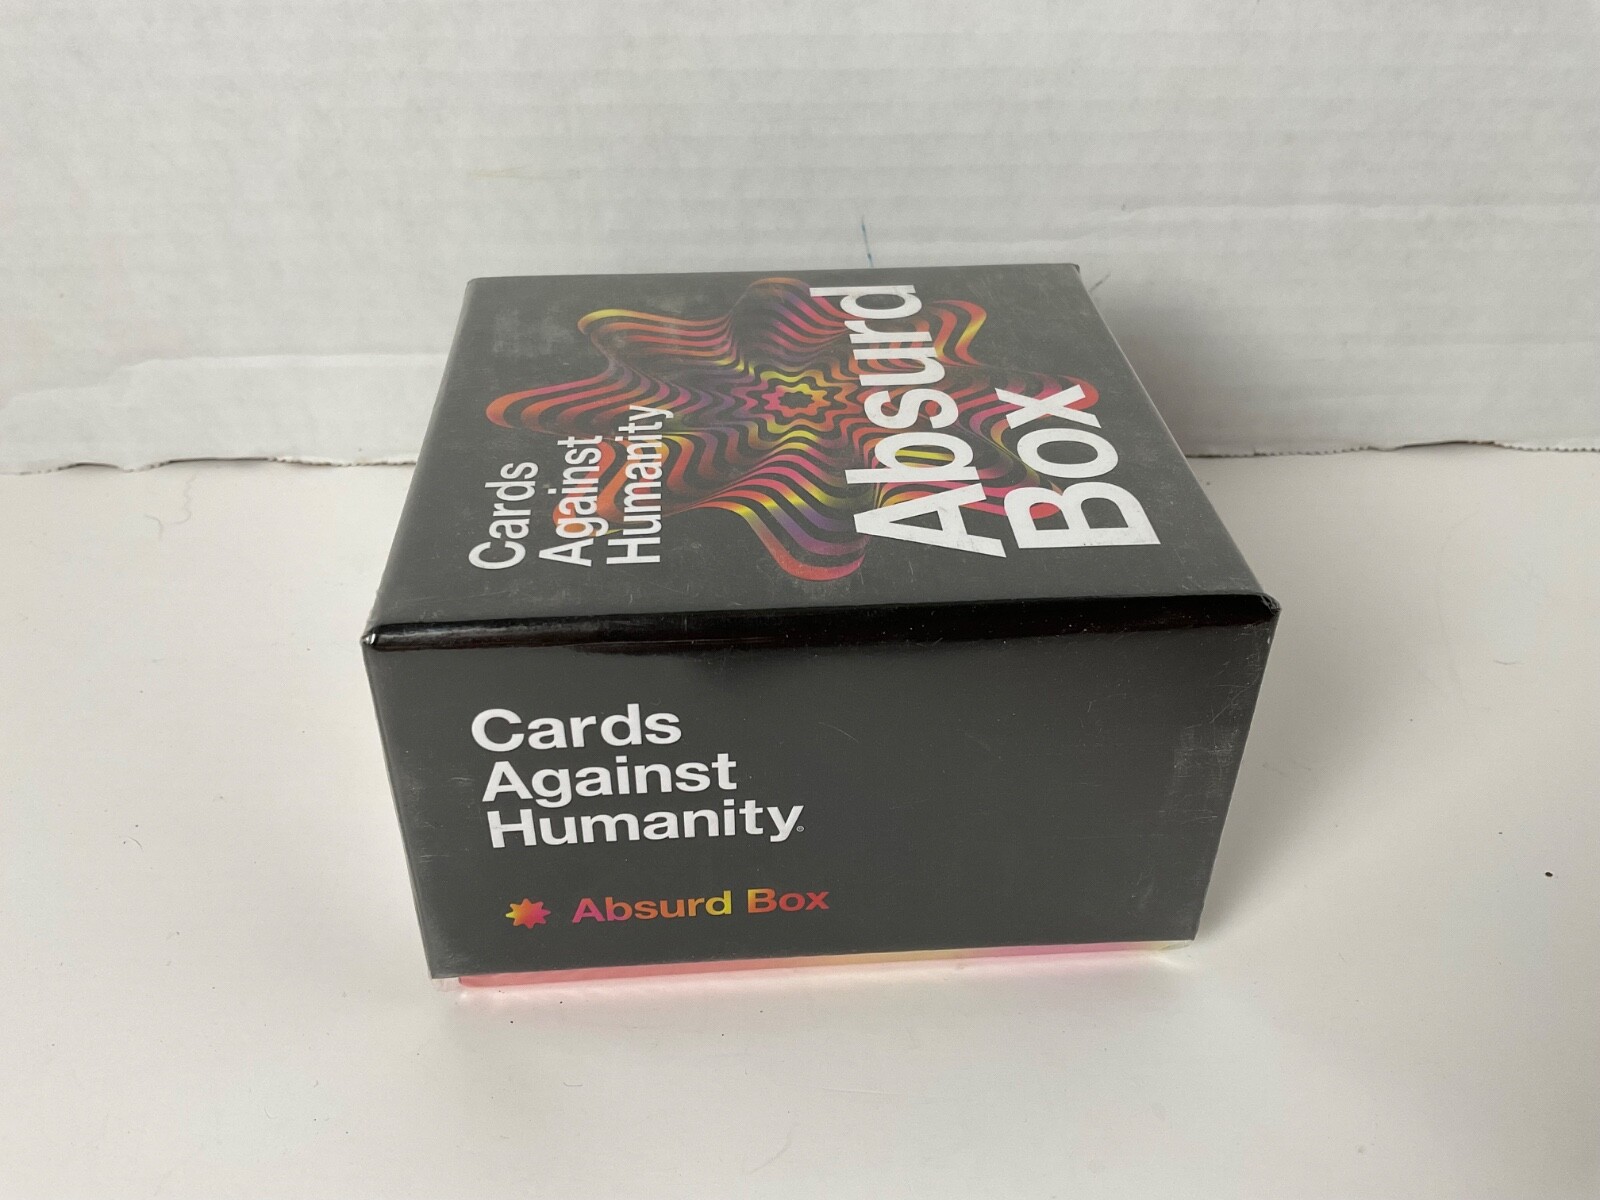 Cards
Against
Humanity
Absurd
Box
Cards
Against
Humanity®
Absurd Box